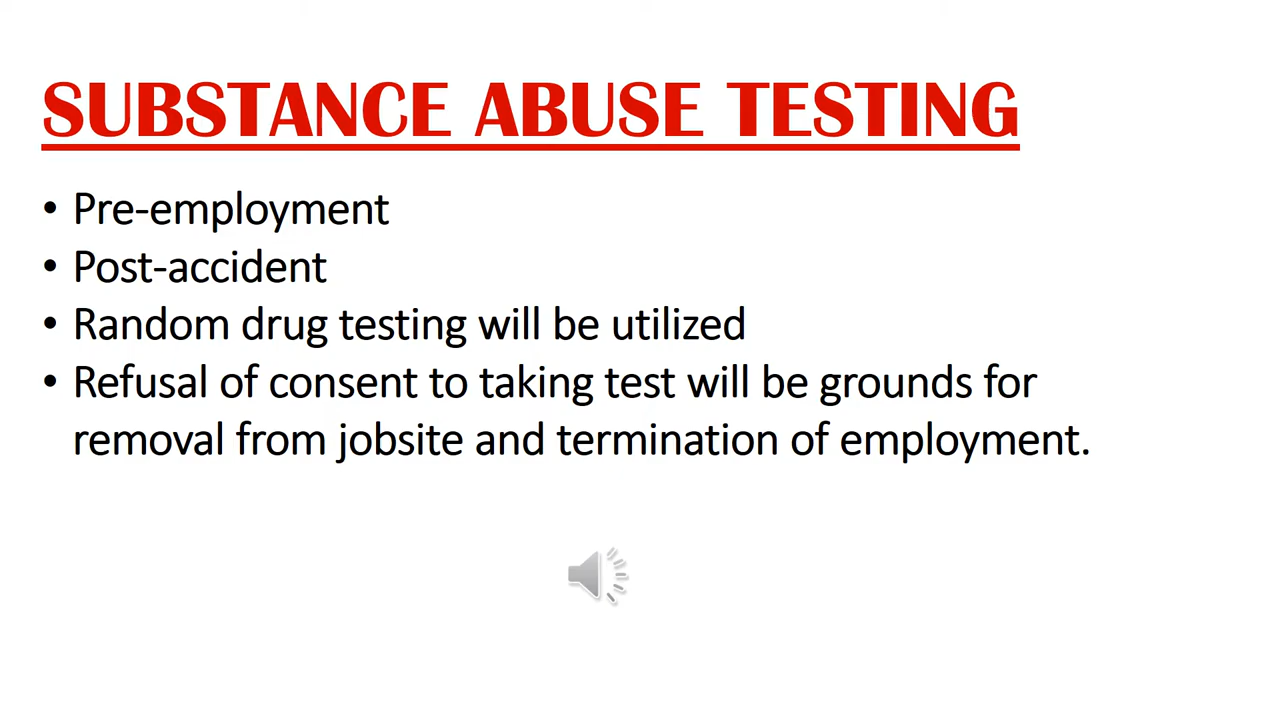 SUBSTANCE ABUSE TESTING
• Pre-employment
• Post-accident
• Random drug testing will be utilized
• Refusal of consent to taking test will be grounds for
removal from jobsite and termination of employment.